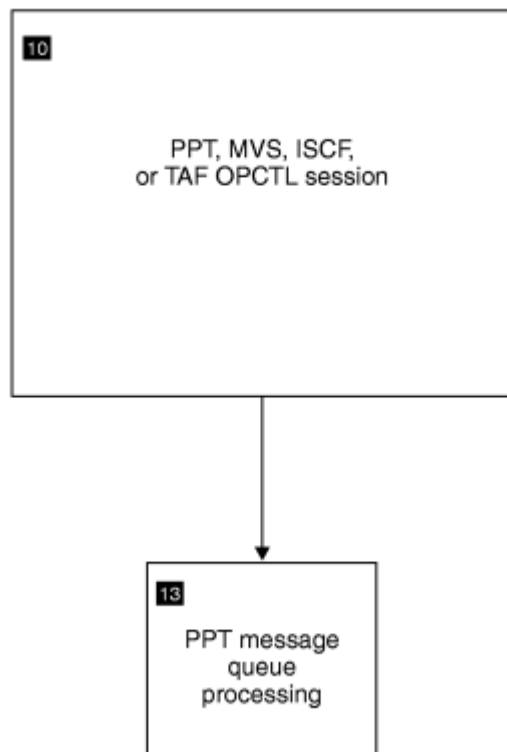 10
PPT, MVS, ISCF,
or TAF OPCTL session
13
PPT message
queue
processing